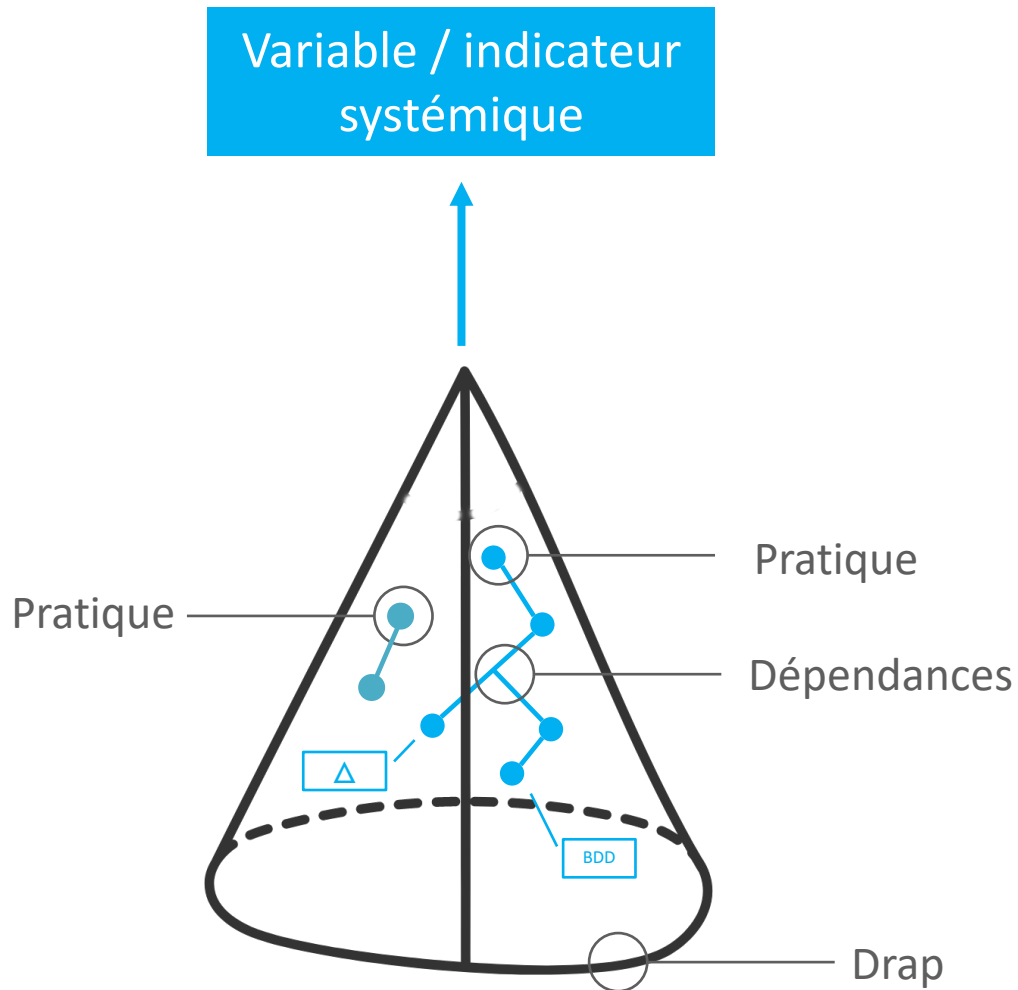 Variable / indicateur
systémique
Pratique
Pratique
Dépendances
Δ
BDD
Drap